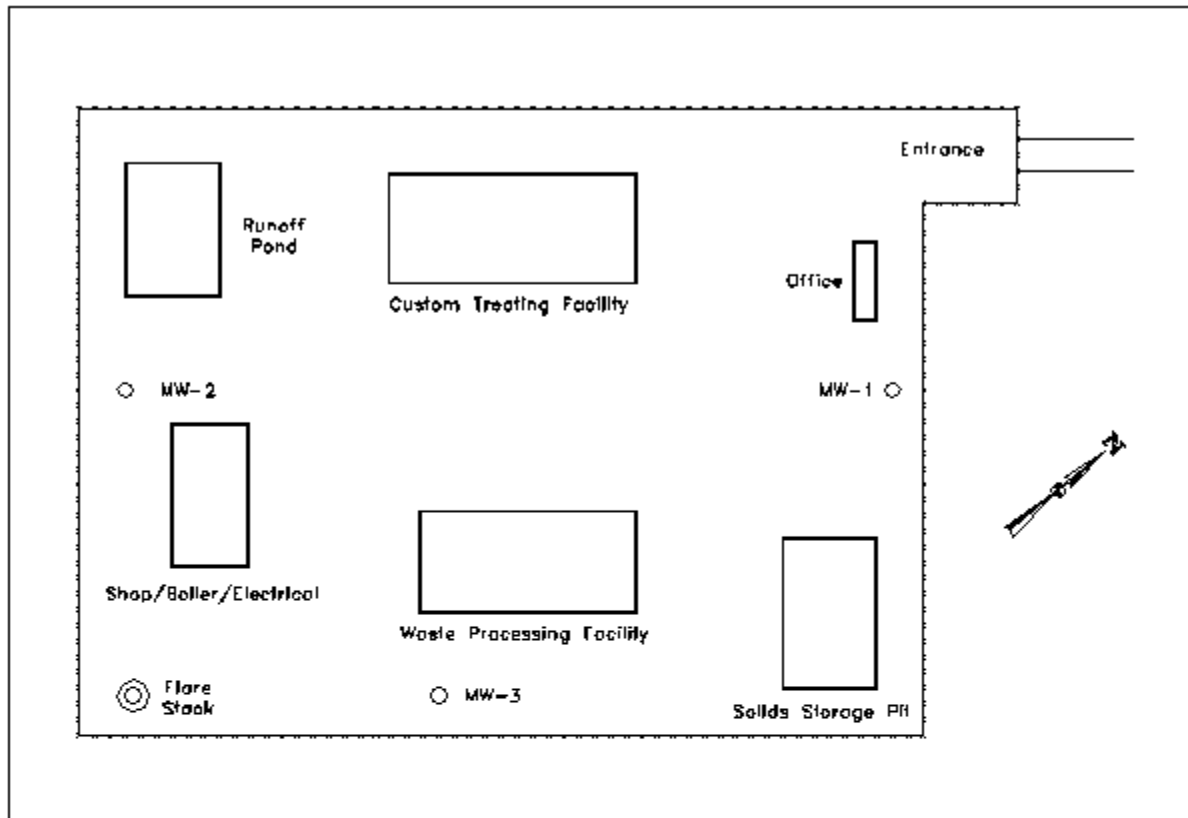 Entrance
Runoff
Pond
Office
Custom Treating Facility
MW-2
MW-1
N
Shop/Boiler/Electrical
Waste Processing Facility
Flare
Stack
MW-3
Solids Storage Pit